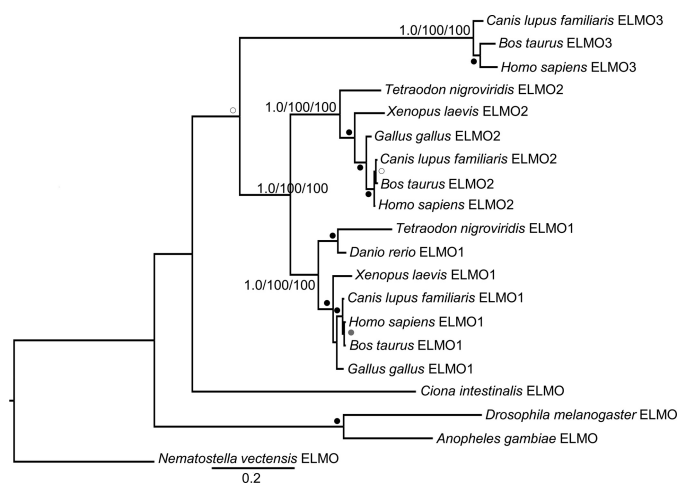 Canis lupus familiaris ELMO3
1.0/100/100
Bos taurus ELMO3
Homo sapiens ELMO3
Tetraodon nigroviridis ELMO2
1.0/100/100
Xenopus laevis ELMO2
Gallus gallus ELMO2
Canis lupus familiaris ELMO2
Bos taurus ELMO2
1.0/100/100
Homo sapiens ELMO2
Tetraodon nigroviridis ELMO1
Danio rerio ELMO1
Xenopus laevis ELMO1
1.0/100/100
Canis lupus familiaris ELMO1
Homo sapiens ELMO1
Bos taurus ELMO1
Gallus gallus ELMO1
Ciona intestinalis ELMO
Drosophila melanogaster ELMO
Anopheles gambiae ELMO
Nematostella vectensis ELMO
0.2